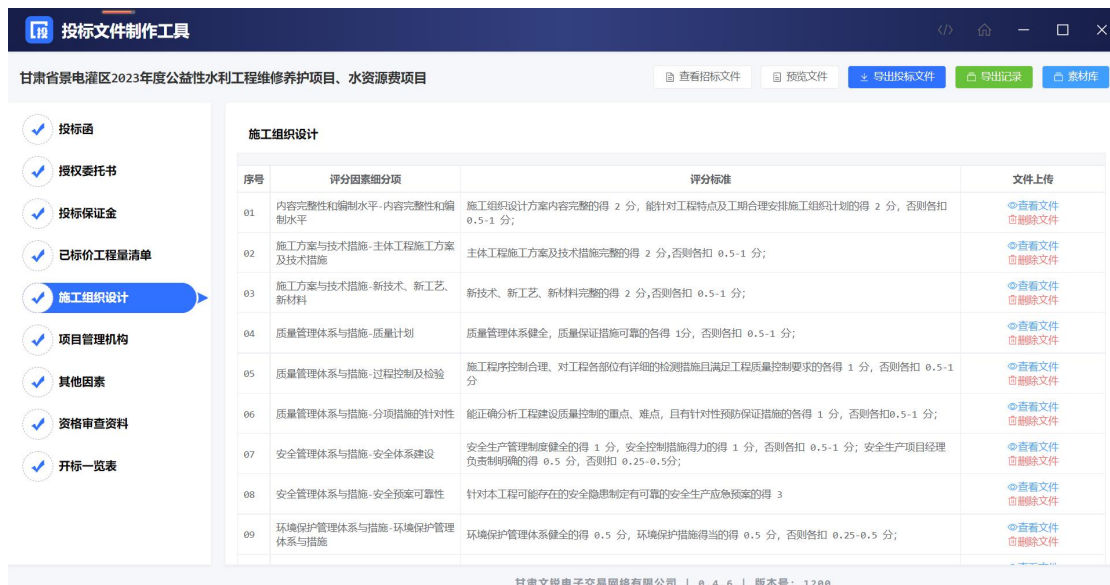 投标文件制作工具
甘肃省景电灌区2023年度公益性水利工程维修养护项目、水资源费项目
查看招标文件 预览文件 导出投标文件 导出记录 素材库
投标函
授权委托书
投标保证金
已标价工程量清单
施工组织设计
项目管理机构
其他因素
资格审查资料
开标一览表
施工组织设计
序号 评分因素细分项 评分标准 文件上传
01 内容完整性和编制水平-内容完整性和编
制水平
施工组织设计方案内容完整的得 2 分, 能针对工程特点及工期合理安排施工组织计划的得 2 分, 否则各扣
0.5-1 分;
查看文件
删除文件
02 施工方案与技术措施-主体工程施工方案
及技术措施
主体工程施工方案及技术措施完整的得 2 分,否则各扣 0.5-1 分;
查看文件
删除文件
03 施工方案与技术措施-新技术、新工艺、
新材料
新技术、新工艺、新材料完整的得 2 分,否则各扣 0.5-1 分;
查看文件
删除文件
04 质量管理体系与措施-质量计划
质量管理体系健全, 质量保证措施可靠的各得 1分, 否则各扣 0.5-1 分;
查看文件
删除文件
05 质量管理体系与措施-过程控制及检验
施工程序控制合理、对工程各部位有详细的检测措施且满足工程质量控制要求的各得 1 分, 否则各扣 0.5-1
分
查看文件
删除文件
06 质量管理体系与措施-分项措施的针对性
能正确分析工程建设质量控制的重点、难点, 且有针对性预防保证措施的各得 1 分, 否则各扣0.5-1 分;
查看文件
删除文件
07 安全管理体系与措施-安全体系建设
安全生产管理制度健全的得 1 分, 安全控制措施得力的得 1 分, 否则各扣 0.5-1 分; 安全生产项目经理
负责制明确的得 0.5 分, 否则扣 0.25-0.5分;
查看文件
删除文件
08 安全管理体系与措施-安全预案可靠性
针对本工程可能存在的安全隐患制定有可靠的安全生产应急预案的得 3
查看文件
删除文件
09 环境保护管理体系与措施-环境保护管理
体系与措施
环境保护管理体系健全的得 0.5 分, 环境保护措施得当的得 0.5 分, 否则各扣 0.25-0.5 分;
查看文件
删除文件
甘肃文锐电子交易网络有限公司 | 0.4.6 | 版本号: 1200